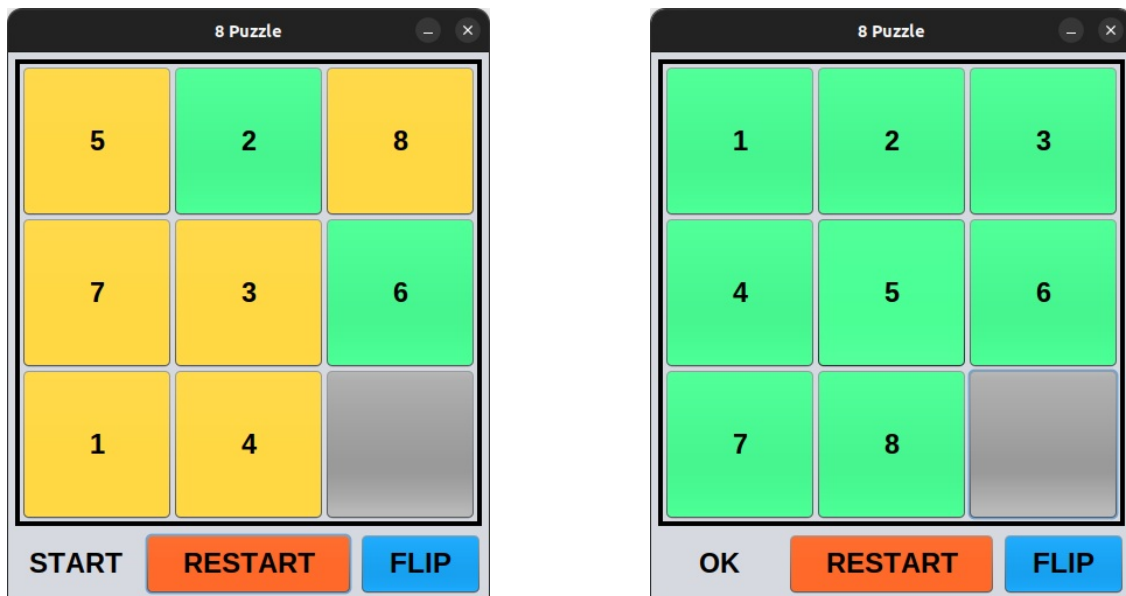 8 Puzzle
5 2 8
7 3 6
1 4
START RESTART FLIP
8 Puzzle
1 2 3
4 5 6
7 8
OK RESTART FLIP